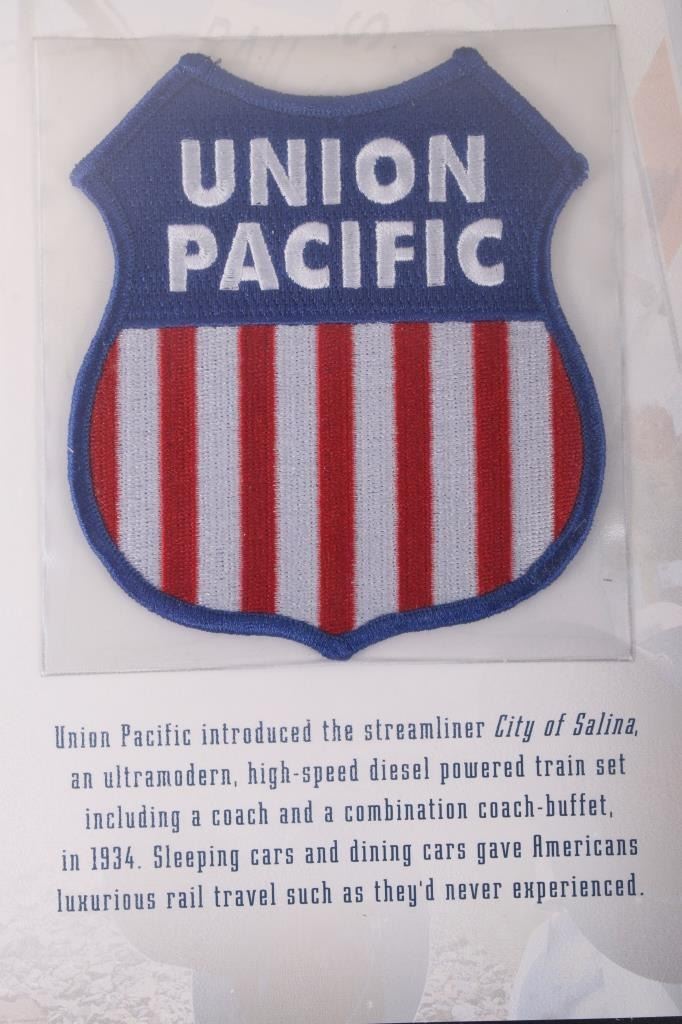 UNION
PACIFIC
Union Pacific introduced the streamliner City of Salina,
an ultramodern, high-speed diesel powered train set
including a coach and a combination coach-buffet,
in 1934. Sleeping cars and dining cars gave Americans
luxurious rail travel such as they'd never experienced.